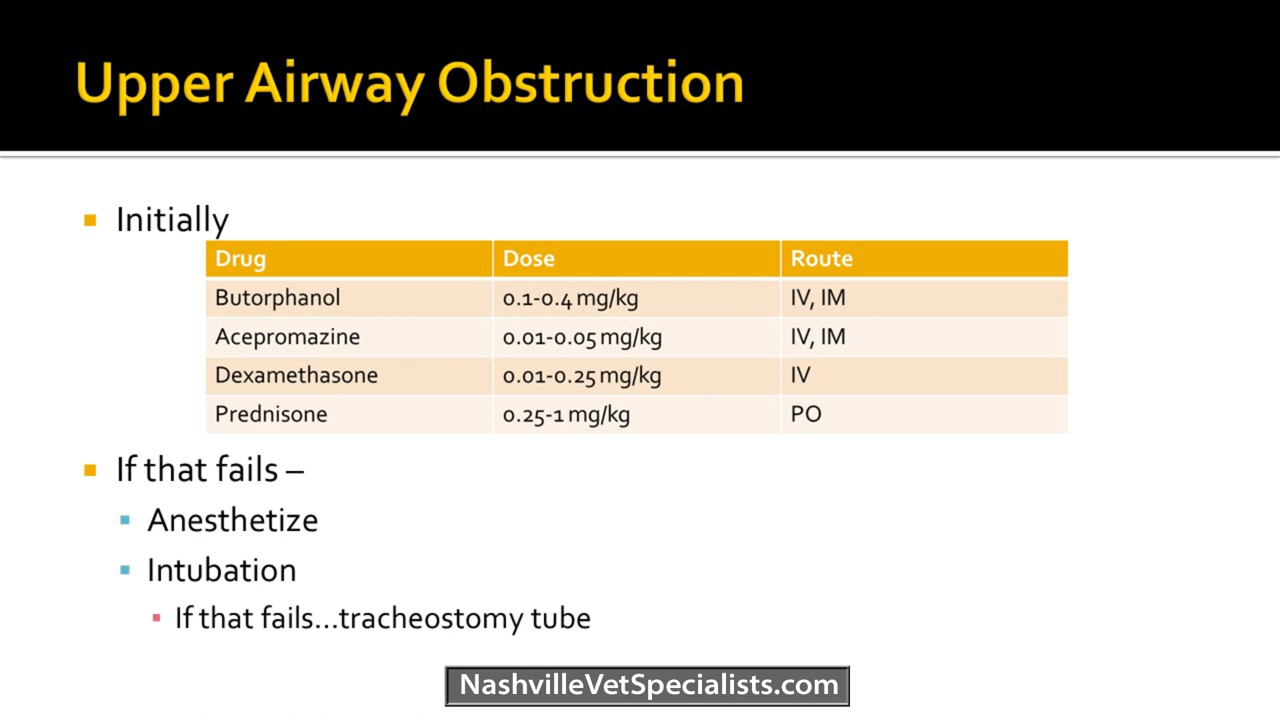 Upper Airway Obstruction
Initially
Drug Dose Route
Butorphanol 0.1-0.4 mg/kg IV, IM
Acepromazine 0.01-0.05 mg/kg IV, IM
Dexamethasone 0.01-0.25 mg/kg IV
Prednisone 0.25-1 mg/kg PO
If that fails –
Anesthetize
Intubation
If that fails...tracheostomy tube
NashvilleVetSpecialists.com